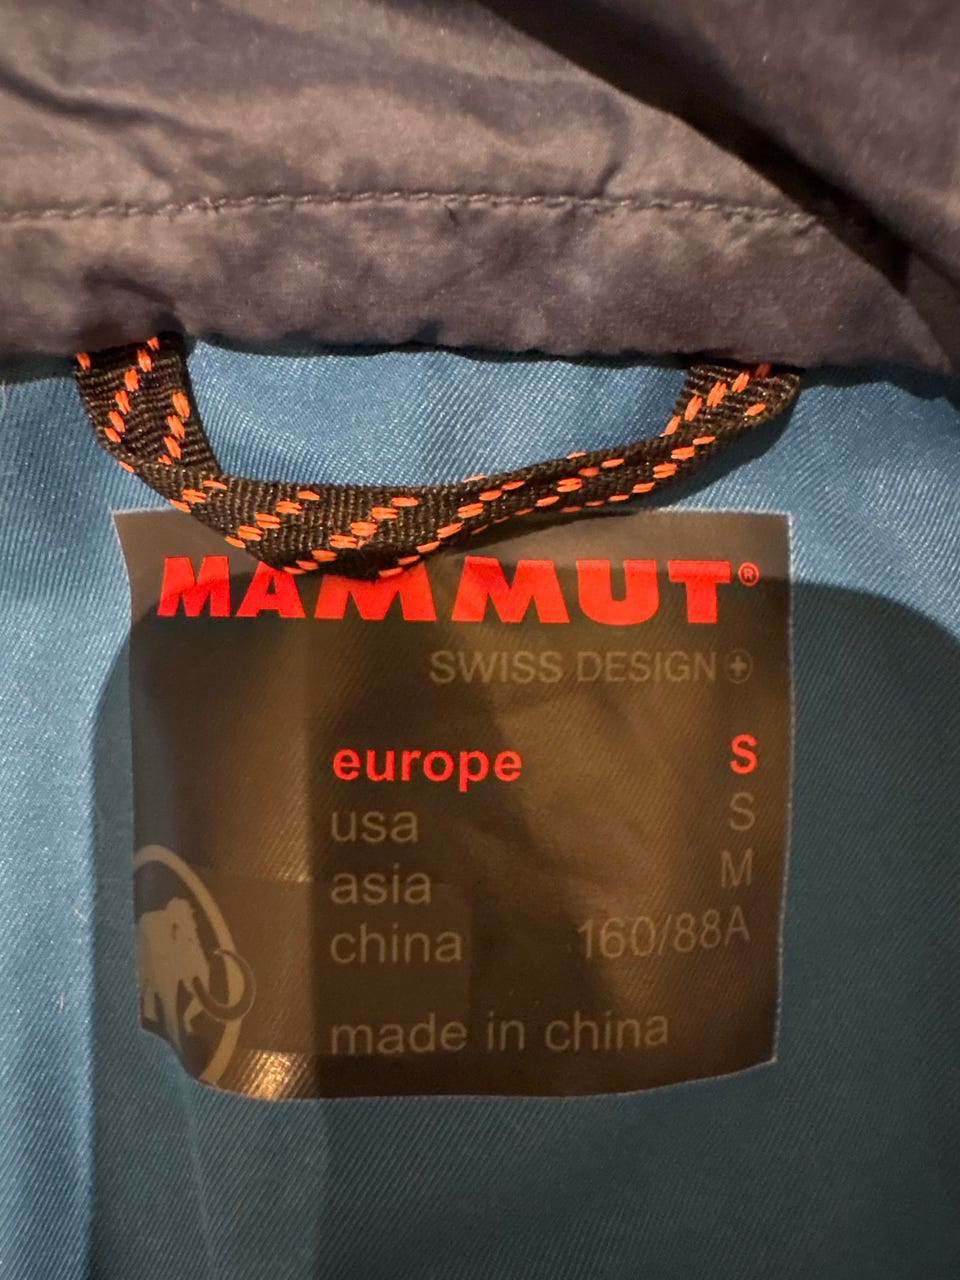 MAMMUT®
SWISS DESIGN
europe S
usa S
asia M
china 160/88A
made in china